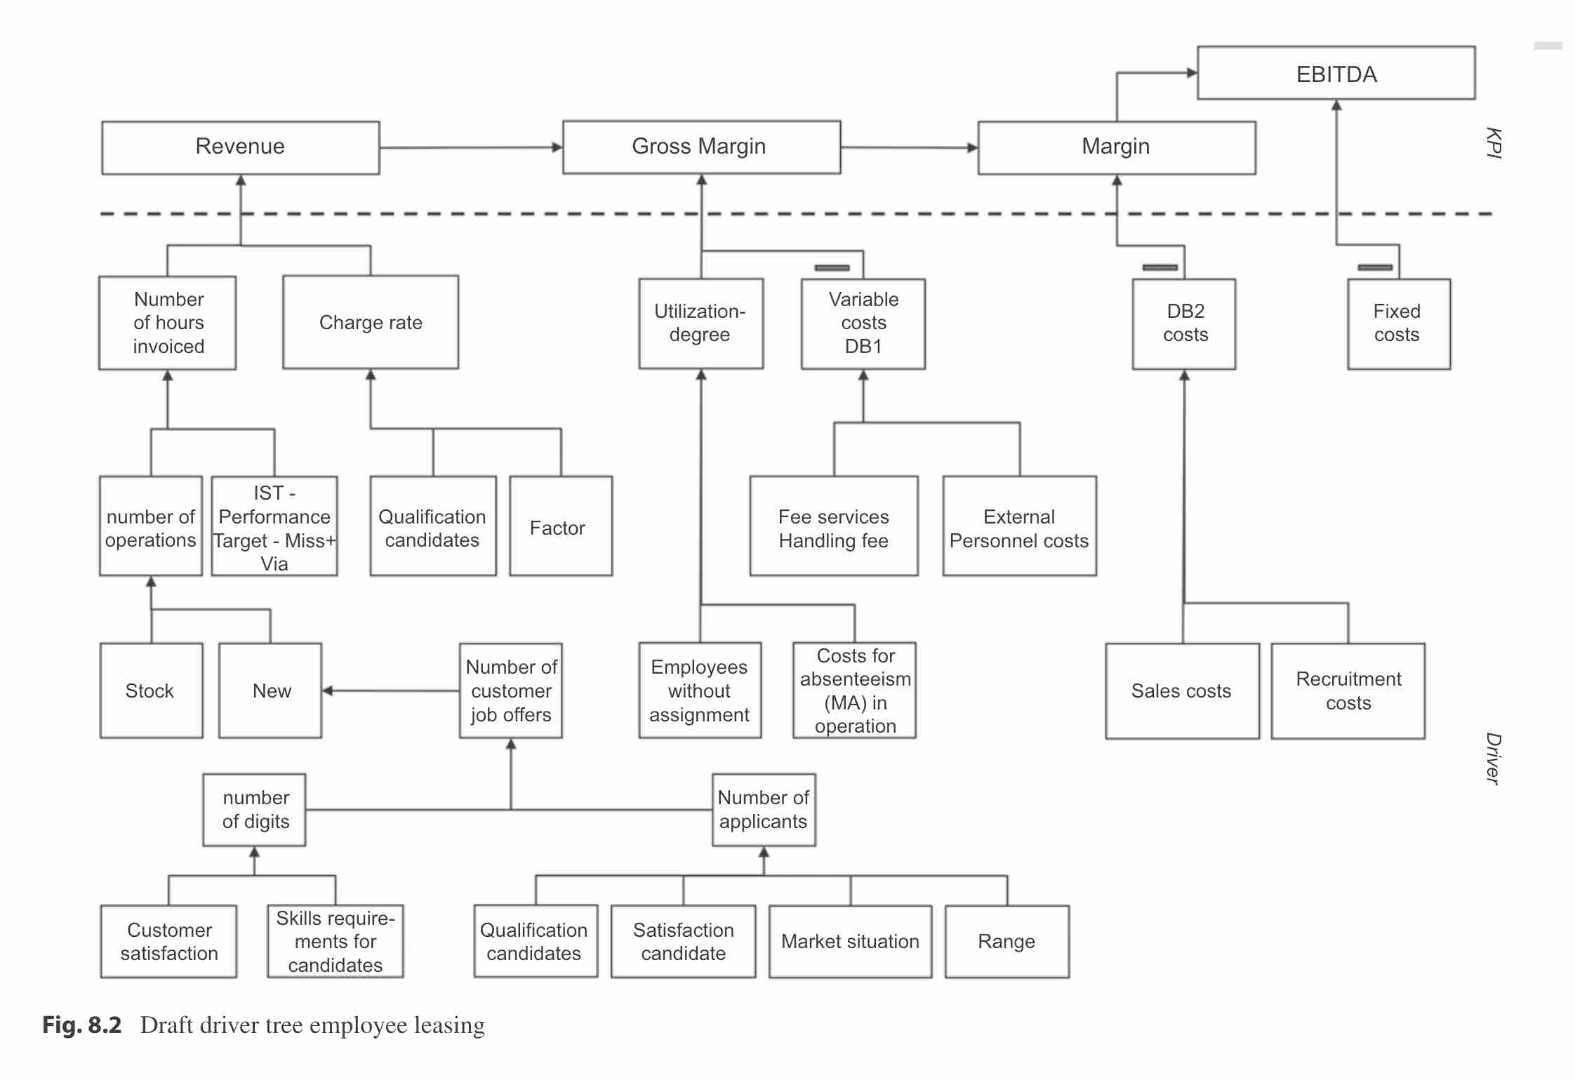 EBITDA
Revenue
Gross Margin
Margin
KPI
Number
of hours
invoiced
Charge rate
Utilization-
degree
Variable
costs
DB1
DB2
costs
Fixed
costs
number of
operations
IST -
Performance
Target - Miss+
Via
Qualification
candidates
Factor
Fee services
Handling fee
External
Personnel costs
Stock
New
Number of
customer
job offers
Employees
without
assignment
Costs for
absenteeism
(MA) in
operation
Sales costs
Recruitment
costs
Driver
number
of digits
Number of
applicants
Customer
satisfaction
Skills require-
ments for
candidates
Qualification
candidates
Satisfaction
candidate
Market situation
Range
Fig. 8.2 Draft driver tree employee leasing